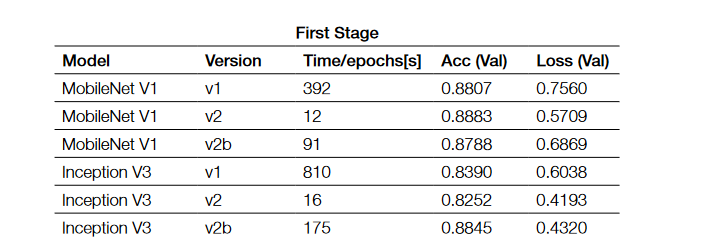 First Stage
Model Version Time/epochs[s] Acc (Val) Loss (Val)
MobileNet V1 v1 392 0.8807 0.7560
MobileNet V1 v2 12 0.8883 0.5709
MobileNet V1 v2b 91 0.8788 0.6869
Inception V3 v1 810 0.8390 0.6038
Inception V3 v2 16 0.8252 0.4193
Inception V3 v2b 175 0.8845 0.4320